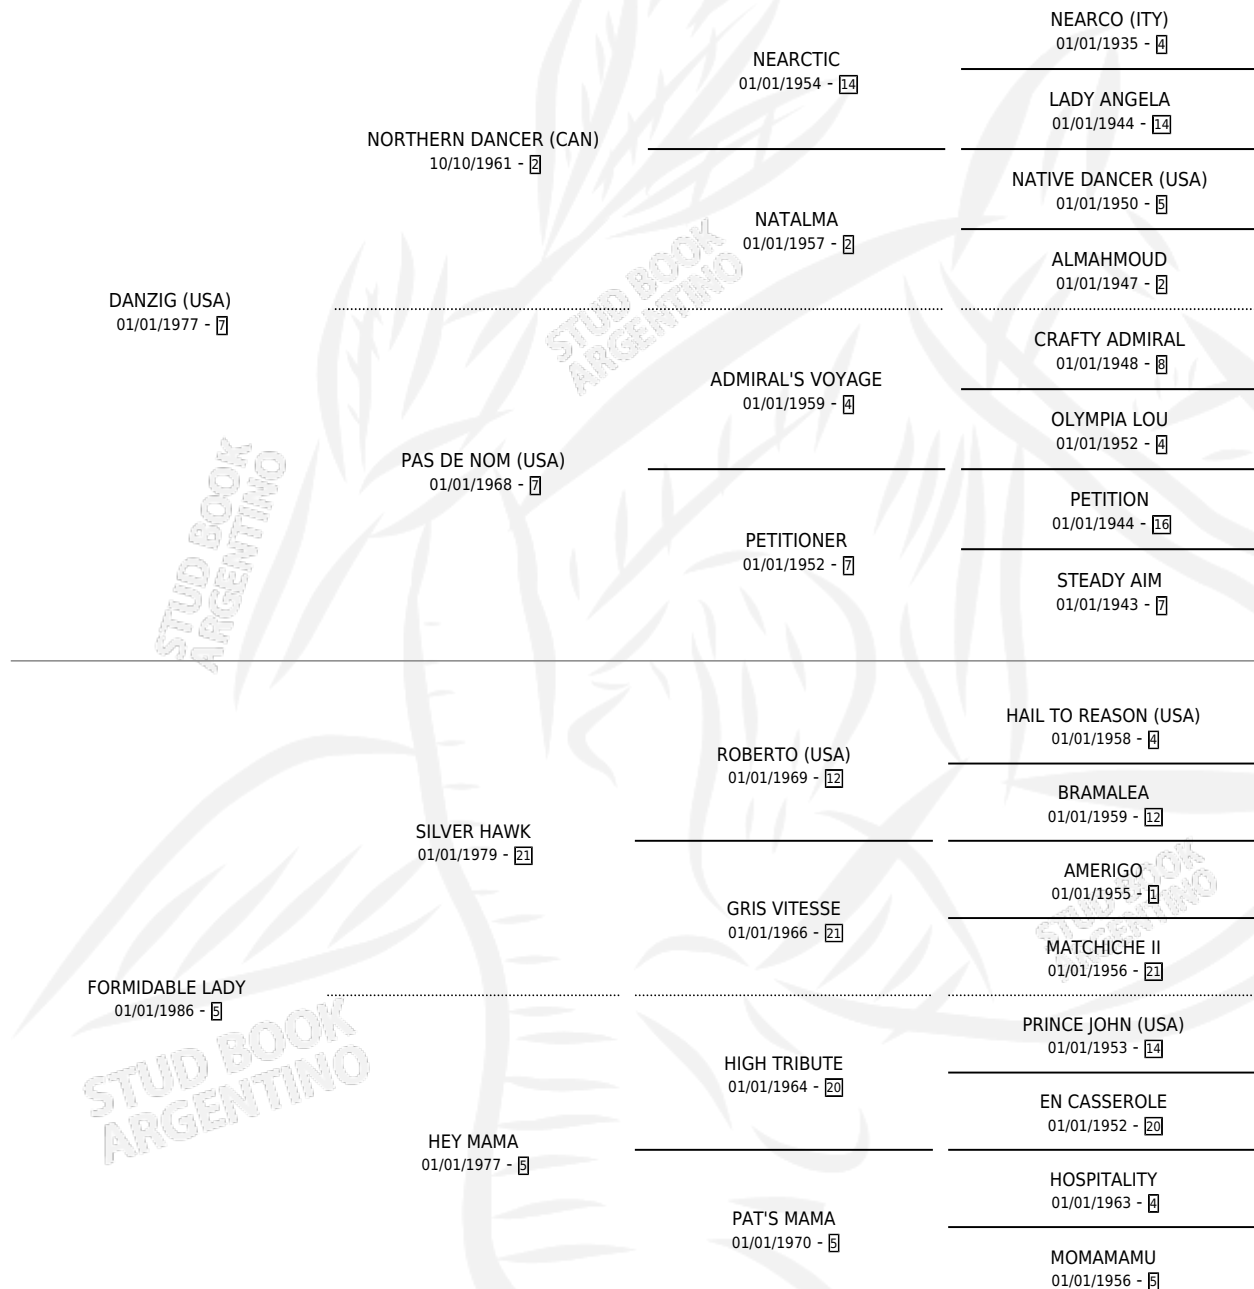 NEARCO (ITY)
01/01/1935 - 4
NEARCTIC
01/01/1954 - 14
LADY ANGELA
01/01/1944 - 14
NORTHERN DANCER (CAN)
10/10/1961 - 2
NATIVE DANCER (USA)
01/01/1950 - 5
NATALMA
01/01/1957 - 2
ALMAHMOUD
01/01/1947 - 2
DANZIG (USA)
01/01/1977 - 7
STUD BOOK
ARGENTINO
CRAFTY ADMIRAL
01/01/1948 - 8
ADMIRAL'S VOYAGE
01/01/1959 - 4
OLYMPIA LOU
01/01/1952 - 4
PAS DE NOM (USA)
01/01/1968 - 7
PETITION
01/01/1944 - 16
PETITIONER
01/01/1952 - 7
STEADY AIM
01/01/1943 - 7
STUD BOOK
ARGENTINO
HAIL TO REASON (USA)
01/01/1958 - 4
ROBERTO (USA)
01/01/1969 - 12
BRAMALEA
01/01/1959 - 12
SILVER HAWK
01/01/1979 - 21
AMERIGO
01/01/1955 - 1
GRIS VITESSE
01/01/1966 - 21
STUD BOOK
ARGENTINO
MATCHICHE II
01/01/1956 - 21
FORMIDABLE LADY
01/01/1986 - 5
PRINCE JOHN (USA)
01/01/1953 - 14
HIGH TRIBUTE
01/01/1964 - 20
EN CASSEROLE
01/01/1952 - 20
STUD BOOK
ARGENTINO
HEY MAMA
01/01/1977 - 5
HOSPITALITY
01/01/1963 - 4
PAT'S MAMA
01/01/1970 - 5
MOMAMAMU
01/01/1956 - 5